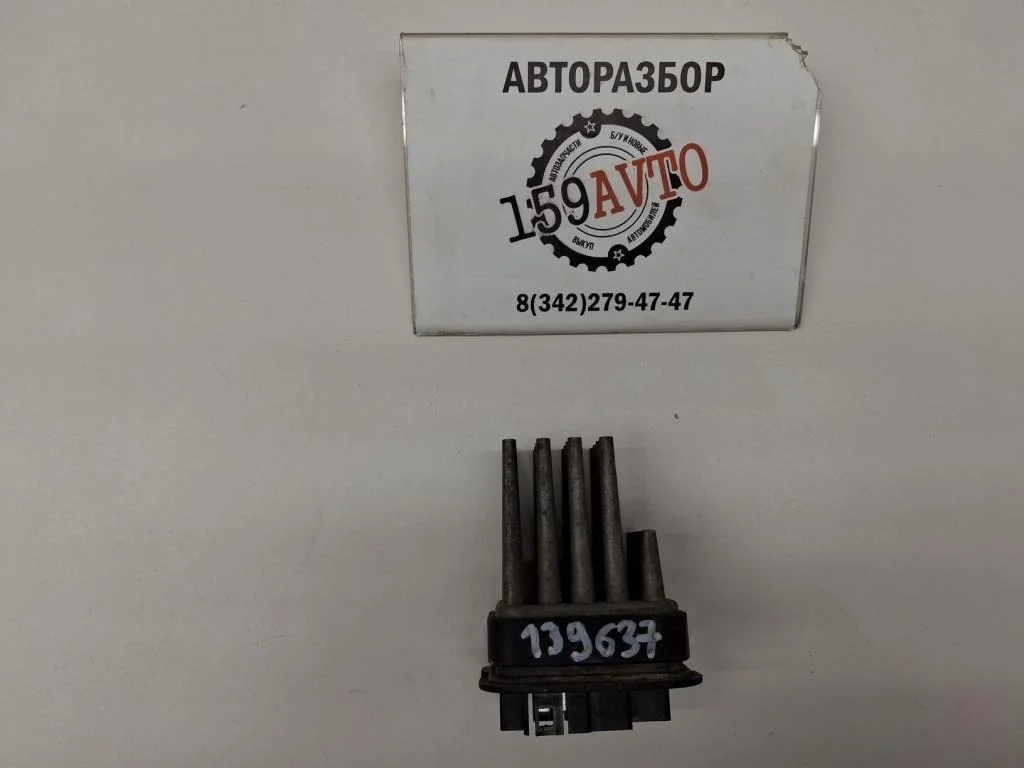 АВТОРАЗБОР
АВТОЗАПЧАСТИ
Б/У И НОВЫЕ
159AVTO
ВЫКУП
АВТОМОБИЛЕЙ
8(342)279-47-47
139637